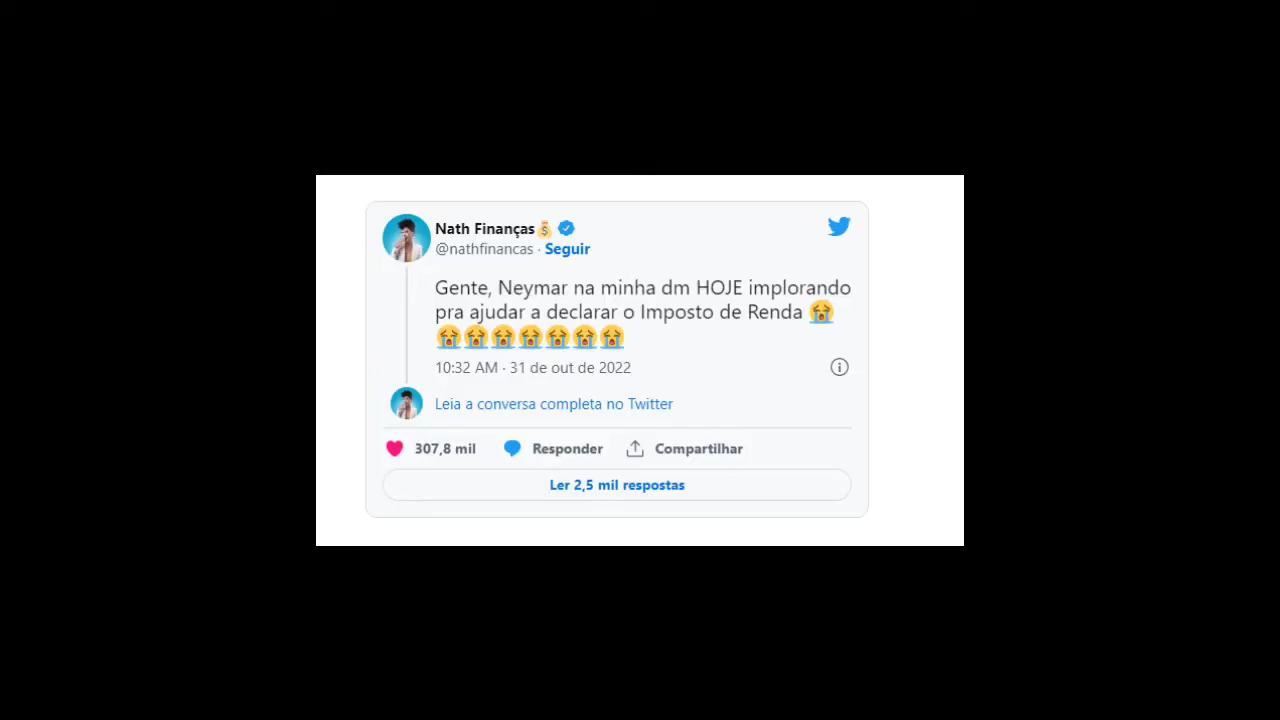 Nath Finanças💰
@nathfinancas · Seguir
Gente, Neymar na minha dm HOJE implorando
pra ajudar a declarar o Imposto de Renda 😭
😭😭😭😭😭😭😭
10:32 AM · 31 de out de 2022
Leia a conversa completa no Twitter
307,8 mil Responder Compartilhar
Ler 2,5 mil respostas